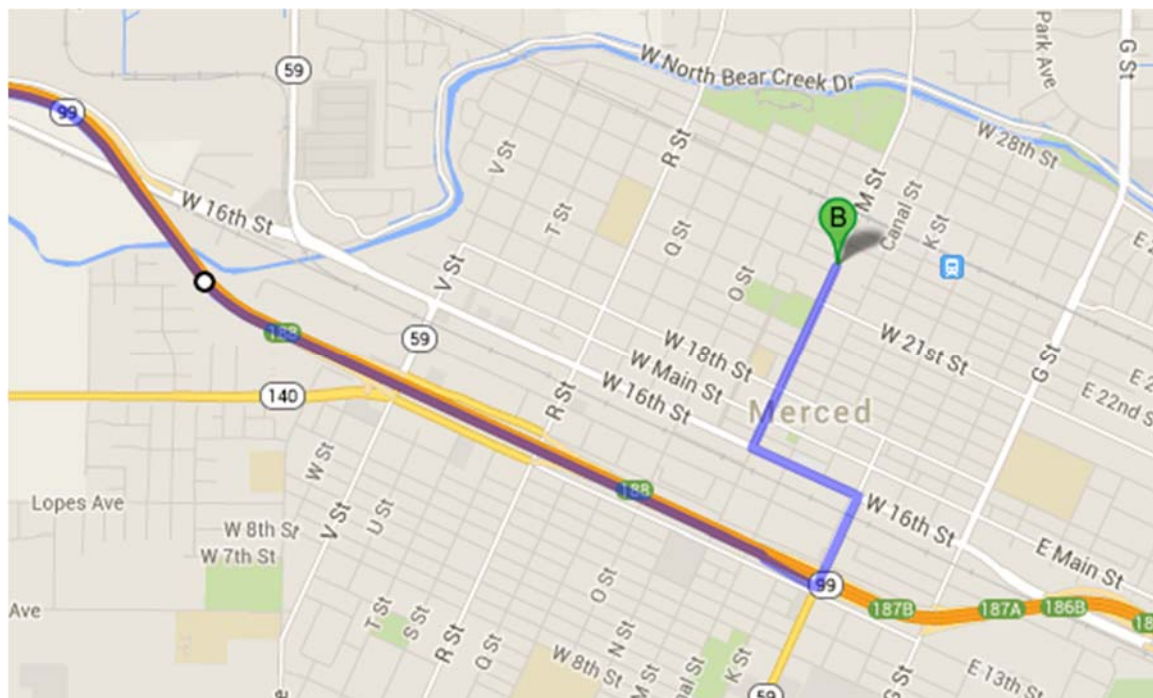 59
W North Bear Creek Dr
Park Ave
G St
99
W 28th St
V St
R St
M St
Canal St
B
K St
W 16th St
T St
Q St
O St
V St
59
188
W 18th St
W 21st St
W Main St
G St
140
W 16th St
R St
Merced
E 22nd S
W St
188
Lopes Ave
U St
V St
W 8th St
W 16th St
W 7th St
E Main St
99
O St
187B
187A
186B
18
Ave
T St
S St
R St
Q St
N St
W 8th St
M St
nal St
K St
59
G St
E 13th St